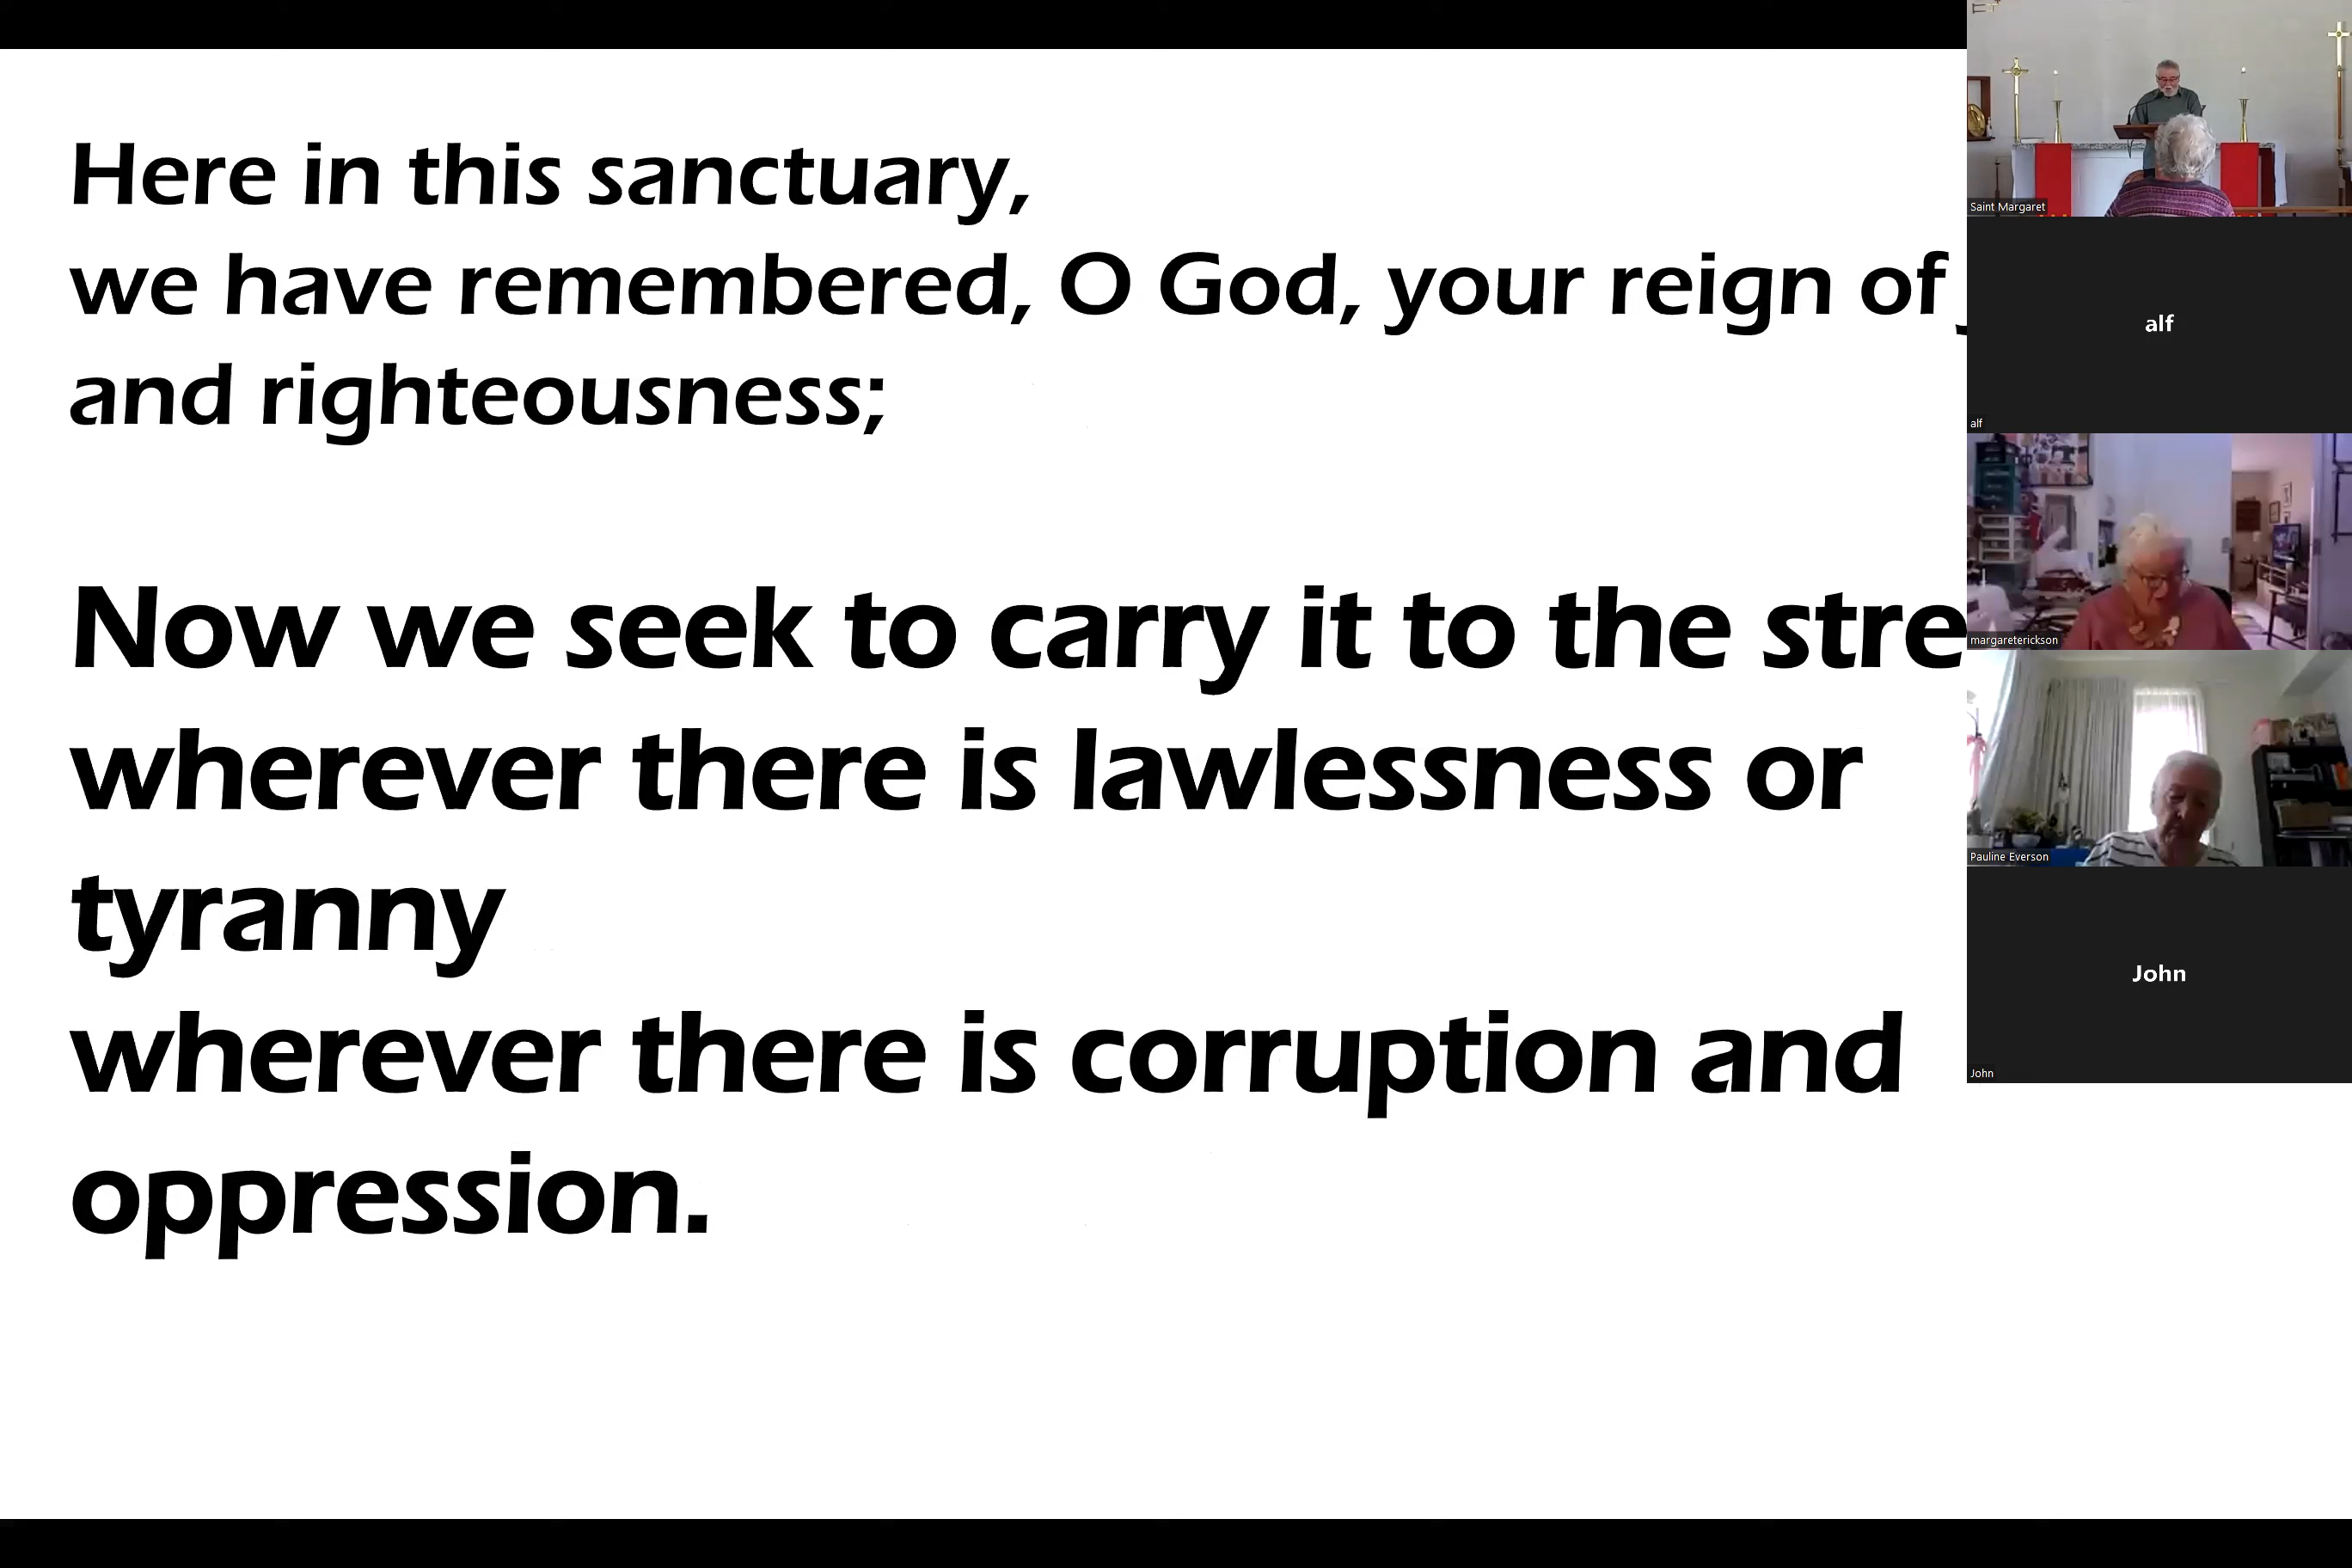 Here in this sanctuary,
we have remembered, O God, your reign of
and righteousness;
Now we seek to carry it to the stre
wherever there is lawlessness or
tyranny
wherever there is corruption and
oppression.
Saint Margaret
alf
alf
margareterickson
Pauline Everson
John
John